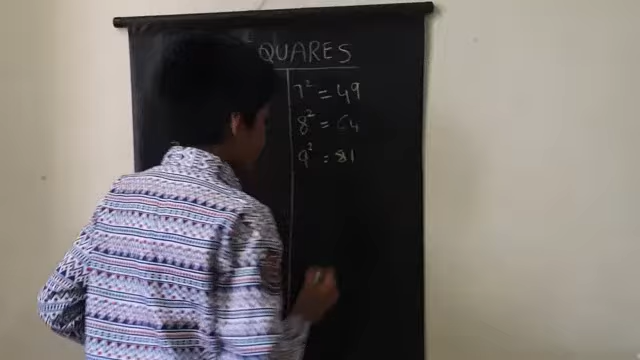 QUARES
7² = 49
8² = 64
9² = 81